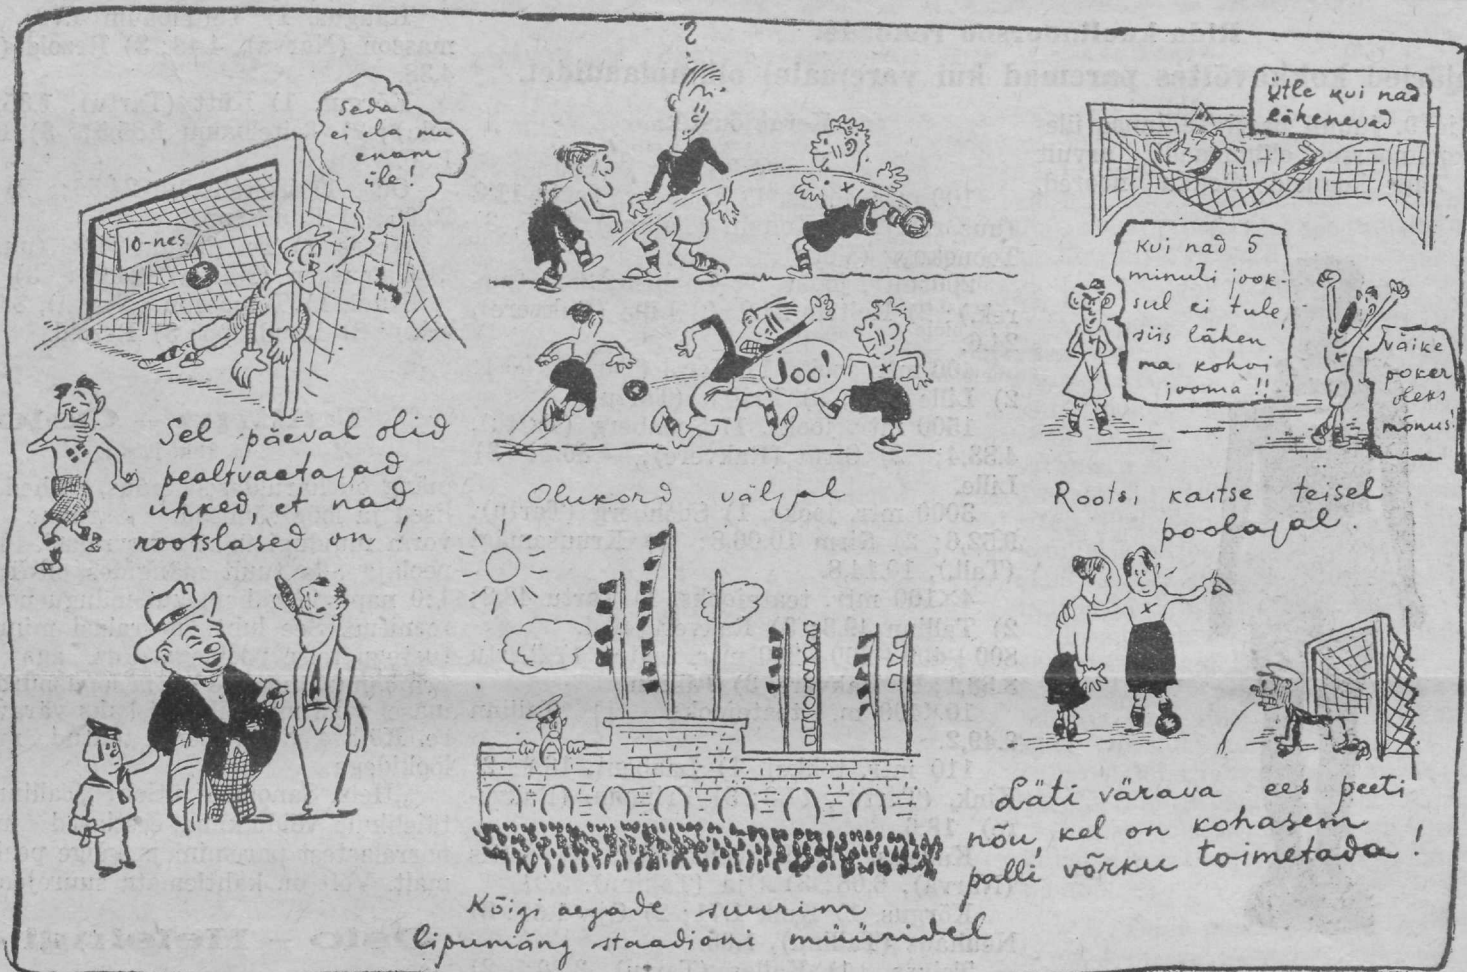 Seda
ei ela ma
enam
üle!
10-nes
?
Ütle kui nad
lähenevad
Kui nad 5
minuti jook-
sul ei tule,
siis lähen
ma kohvi
jooma!!
Väike
poker
oleks
mõnus!
Joo!
Sel päeval olid
pealtvaatajad
uhked, et nad
rootslased on
Olukord väljal
Rootsi kaitse teisel
poolajal
Läti värava ees peeti
nõu, kel on kohasem
palli võrku toimetada!
Kõigi aegade suurim
lipumäng staadioni müüridel